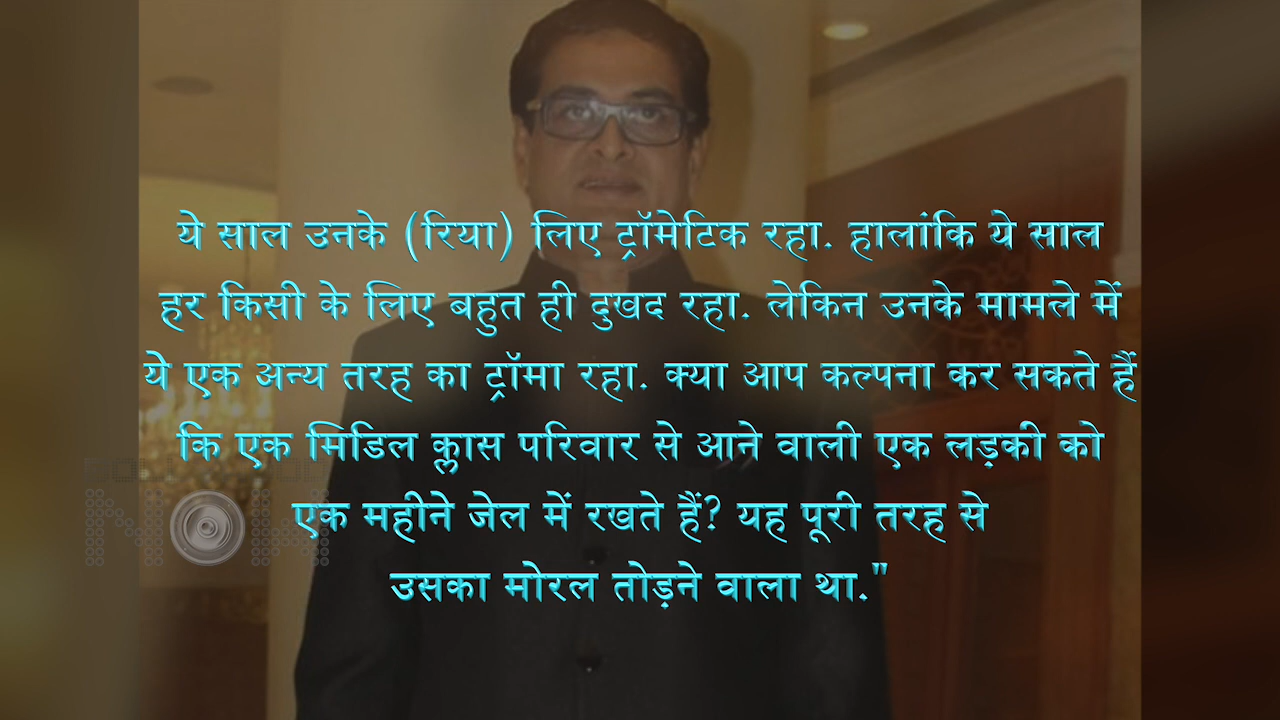 ये साल उनके (रिया) लिए ट्रॉमेटिक रहा. हालांकि ये साल
हर किसी के लिए बहुत ही दुखद रहा. लेकिन उनके मामले में
ये एक अन्य तरह का ट्रॉमा रहा. क्या आप कल्पना कर सकते हैं
कि एक मिडिल क्लास परिवार से आने वाली एक लड़की को
एक महीने जेल में रखते हैं? यह पूरी तरह से
उसका मोरल तोड़ने वाला था."
NOW